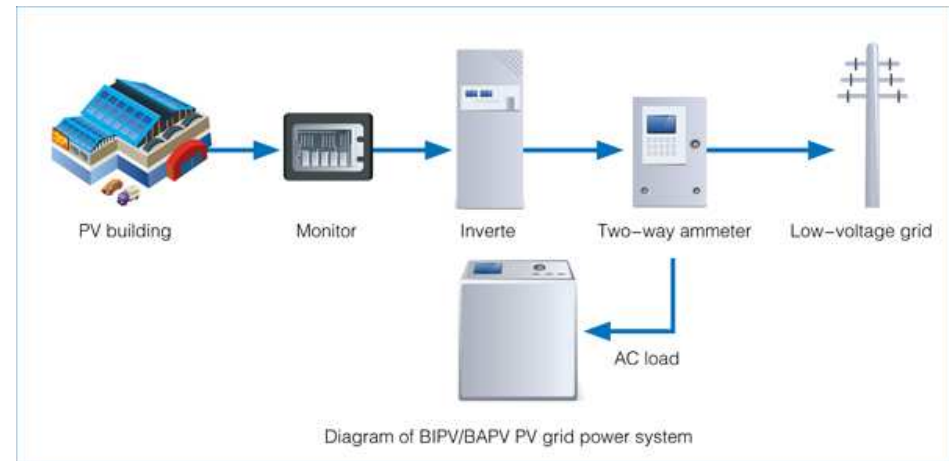 PV building
Monitor
Inverte
Two-way ammeter
Low-voltage grid
AC load
Diagram of BIPV/BAPV PV grid power system